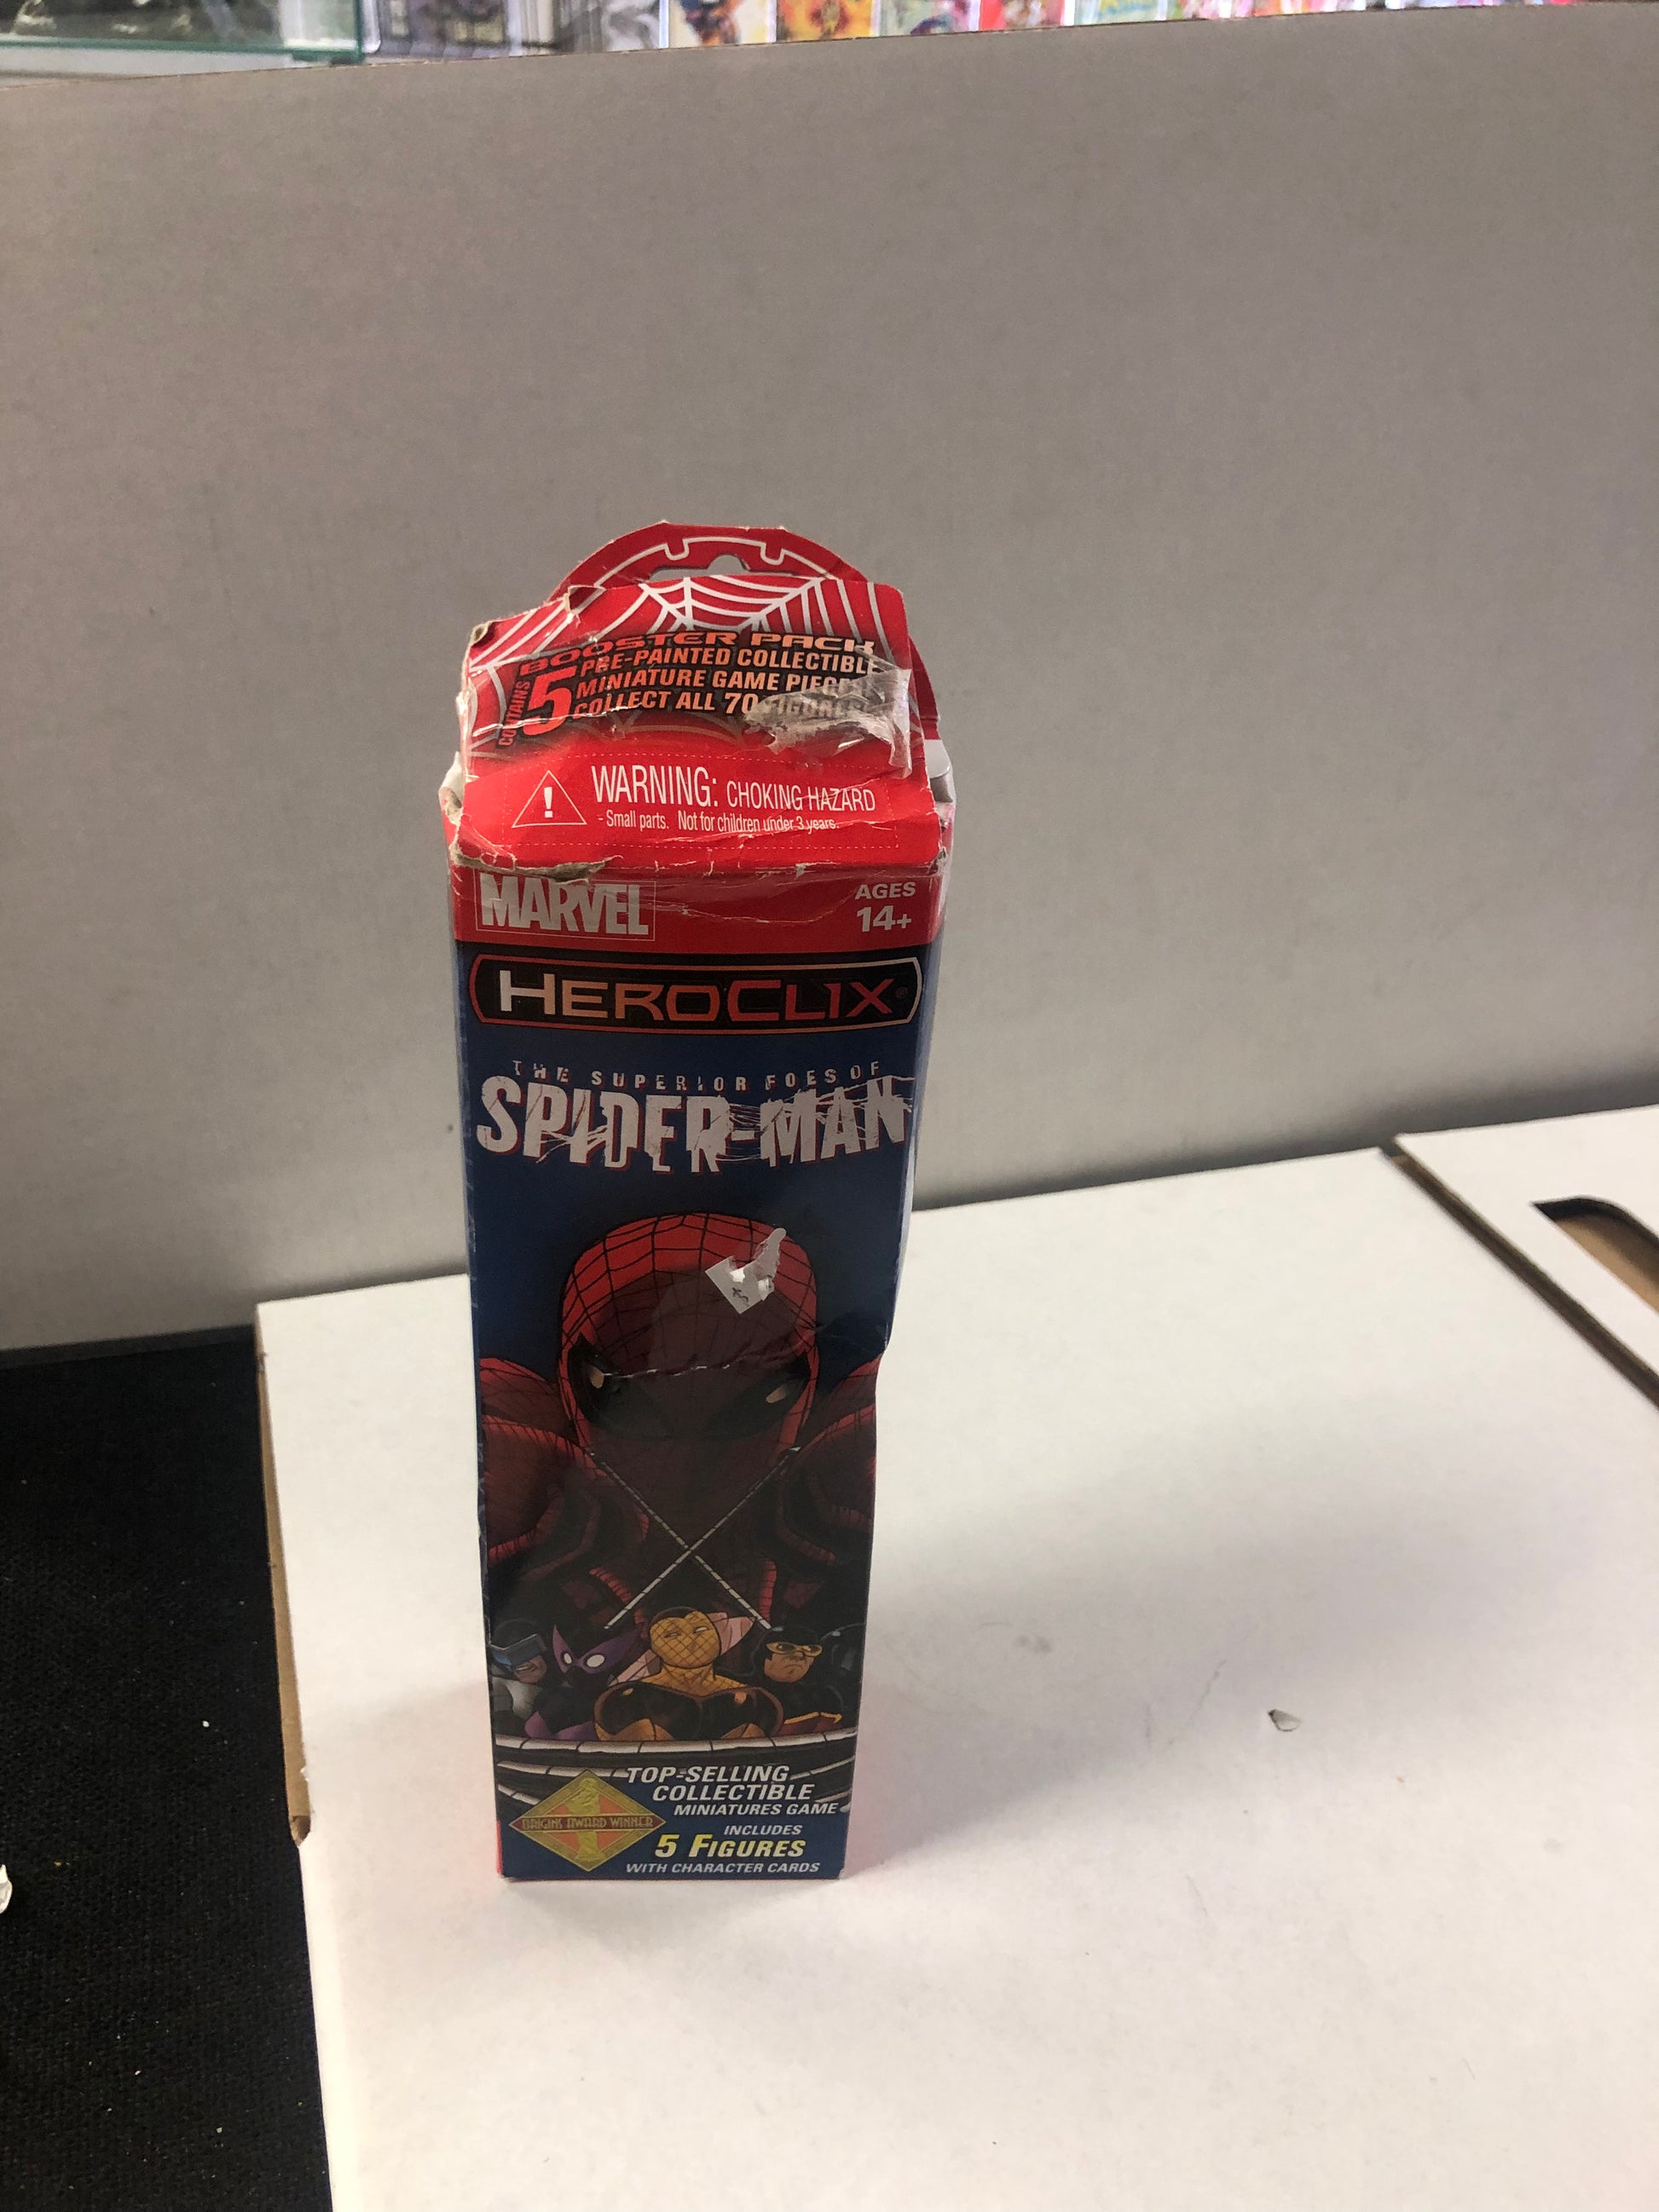 BOOSTER PACK
CONTAINS
5
PRE-PAINTED COLLECTIBLE
MINIATURE GAME PIECES
COLLECT ALL 70 FIGURES
WARNING: CHOKING HAZARD
- Small parts. Not for children under 3 years.
MARVEL
AGES
14+
HEROCLIX®
THE SUPERIOR FOES OF
SPIDER-MAN
TOP-SELLING
COLLECTIBLE
MINIATURES GAME
ORIGINS AWARD WINNER
INCLUDES
5 FIGURES
WITH CHARACTER CARDS